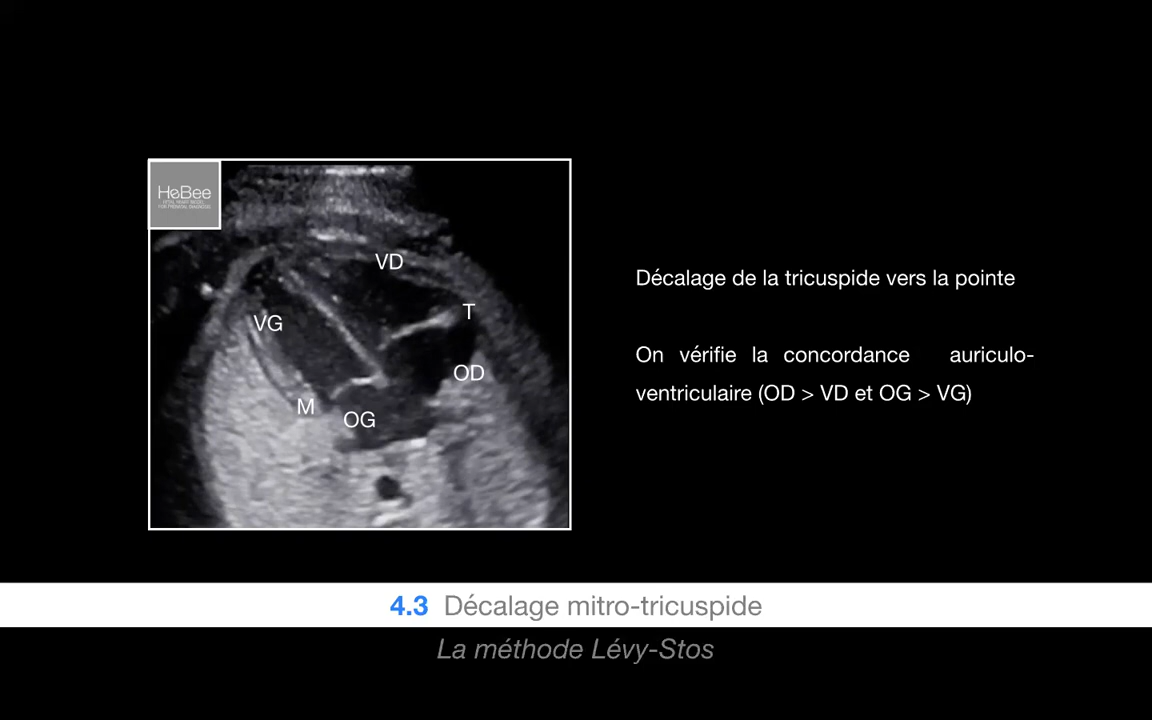 HeBee
VD
T
VG
OD
M
OG
Décalage de la tricuspide vers la pointe
On vérifie la concordance auriculo-
ventriculaire (OD > VD et OG > VG)
4.3 Décalage mitro-tricuspide
La méthode Lévy-Stos